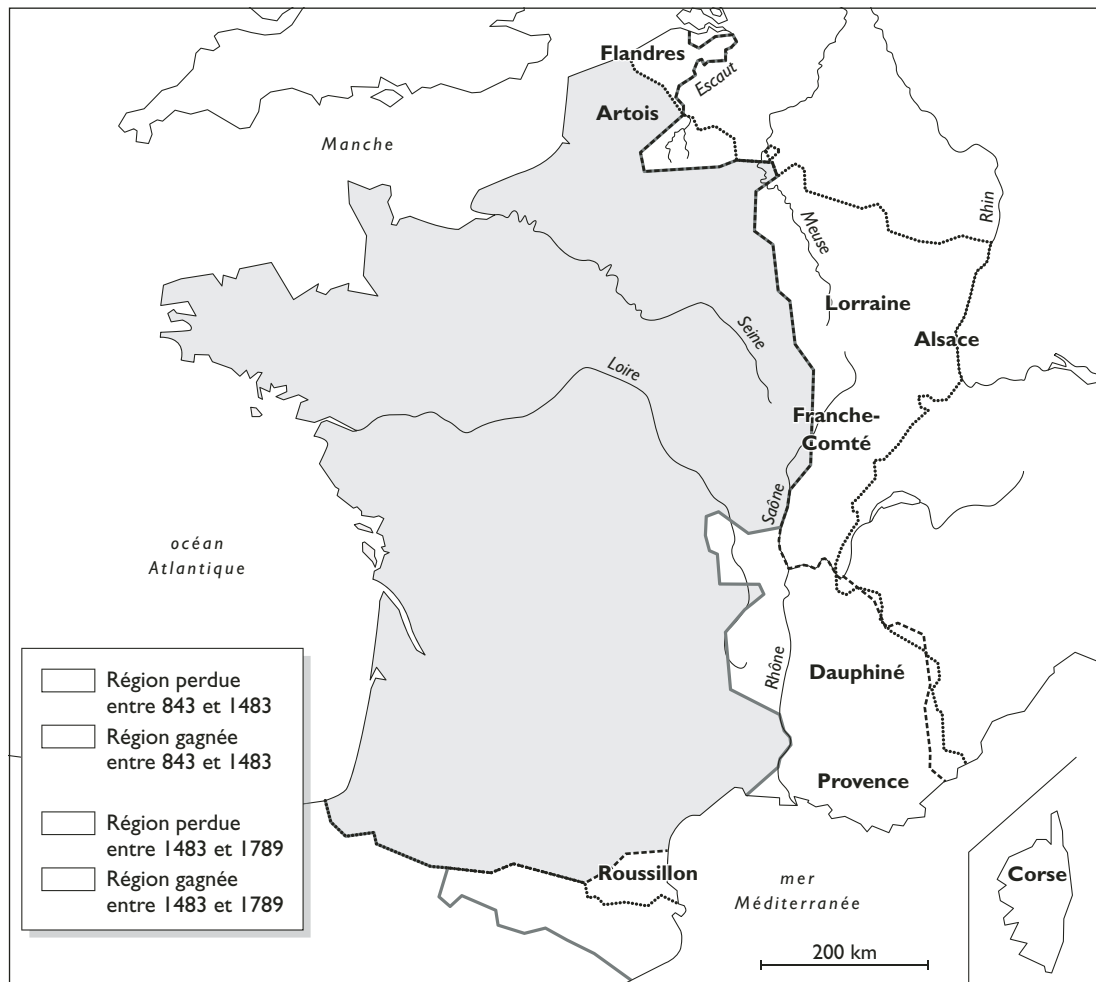 Flandres
Escaut
Artois
Manche
Rhin
Meuse
Lorraine
Seine
Alsace
Loire
Franche-
Comté
Saône
océan
Atlantique
Rhône
Dauphiné
Provence
Région perdue
entre 843 et 1483
Région gagnée
entre 843 et 1483
Région perdue
entre 1483 et 1789
Région gagnée
entre 1483 et 1789
Roussillon
mer
Méditerranée
Corse
200 km